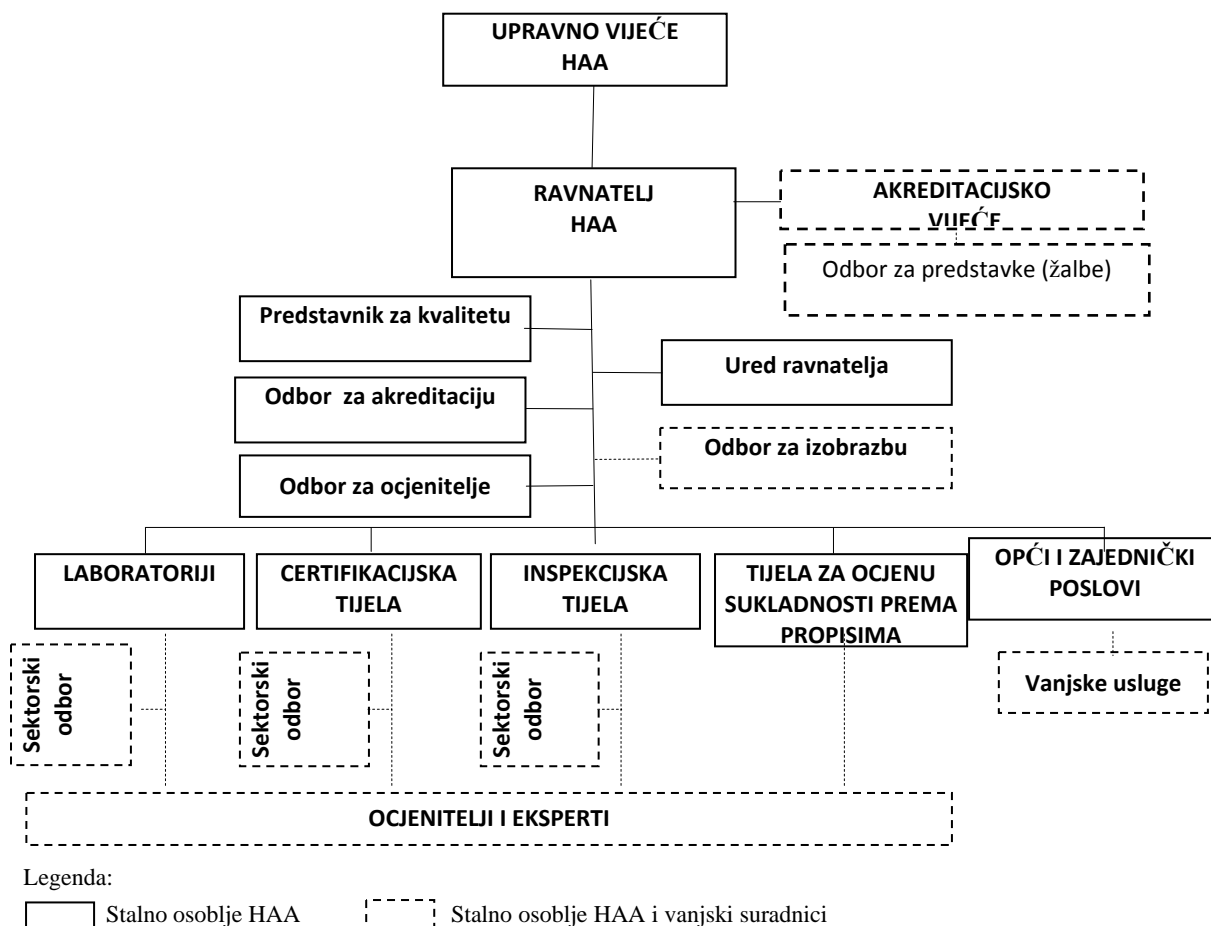 UPRAVNO VIJEĆE
HAA
RAVNATELJ
HAA
AKREDITACIJSKO
VIJEĆE
Odbor za predstavke (žalbe)
Predstavnik za kvalitetu
Ured ravnatelja
Odbor za akreditaciju
Odbor za izobrazbu
Odbor za ocjenitelje
LABORATORIJI
CERTIFIKACIJSKA
TIJELA
INSPEKCIJSKA
TIJELA
TIJELA ZA OCJENU
SUKLADNOSTI PREMA
PROPISIMA
OPĆI I ZAJEDNIČKI
POSLOVI
Sektorski
odbor
Sektorski
odbor
Sektorski
odbor
Vanjske usluge
OCJENITELJI I EKSPERTI
Legenda:
Stalno osoblje HAA
Stalno osoblje HAA i vanjski suradnici